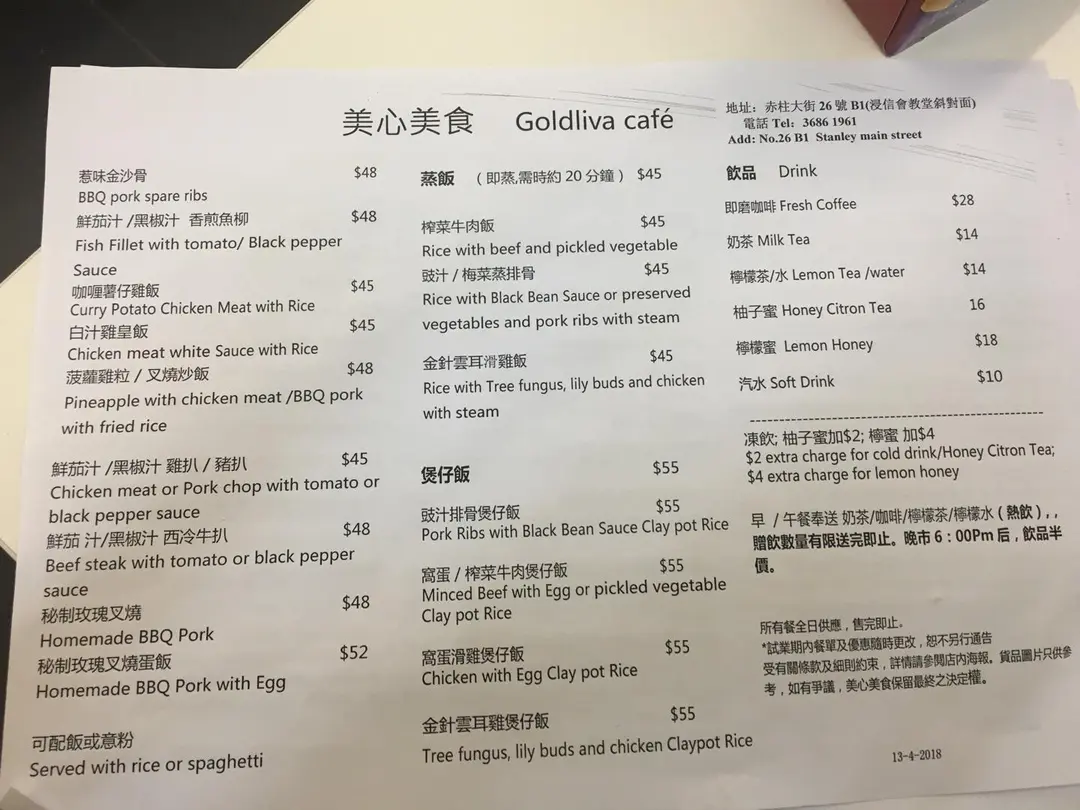 美心美食 Goldliva café
地址：赤柱大街 26 號 B1(浸信會教堂斜對面)
電話 Tel：3686 1961
Add: No.26 B1 Stanley main street
惹味金沙骨 $48
BBQ pork spare ribs
鮮茄汁 /黑椒汁 香煎魚柳 $48
Fish Fillet with tomato/ Black pepper
Sauce
咖喱薯仔雞飯 $45
Curry Potato Chicken Meat with Rice
白汁雞皇飯 $45
Chicken meat white Sauce with Rice
菠蘿雞粒 / 叉燒炒飯 $48
Pineapple with chicken meat /BBQ pork
with fried rice
鮮茄汁 /黑椒汁 雞扒 / 豬扒 $45
Chicken meat or Pork chop with tomato or
black pepper sauce
鮮茄 汁/黑椒汁 西冷牛扒 $48
Beef steak with tomato or black pepper
sauce
秘制玫瑰叉燒 $48
Homemade BBQ Pork
秘制玫瑰叉燒蛋飯 $52
Homemade BBQ Pork with Egg
可配飯或意粉
Served with rice or spaghetti
蒸飯 （即蒸,需時約 20 分鐘） $45
榨菜牛肉飯 $45
Rice with beef and pickled vegetable
豉汁 / 梅菜蒸排骨 $45
Rice with Black Bean Sauce or preserved
vegetables and pork ribs with steam
金針雲耳滑雞飯 $45
Rice with Tree fungus, lily buds and chicken
with steam
煲仔飯 $55
豉汁排骨煲仔飯 $55
Pork Ribs with Black Bean Sauce Clay pot Rice
窩蛋 / 榨菜牛肉煲仔飯 $55
Minced Beef with Egg or pickled vegetable
Clay pot Rice
窩蛋滑雞煲仔飯 $55
Chicken with Egg Clay pot Rice
金針雲耳雞煲仔飯 $55
Tree fungus, lily buds and chicken Claypot Rice
飲品 Drink
即磨咖啡 Fresh Coffee $28
奶茶 Milk Tea $14
檸檬茶/水 Lemon Tea /water $14
柚子蜜 Honey Citron Tea 16
檸檬蜜 Lemon Honey $18
汽水 Soft Drink $10
凍飲; 柚子蜜加$2; 檸蜜 加$4
$2 extra charge for cold drink/Honey Citron Tea;
$4 extra charge for lemon honey
早 / 午餐奉送 奶茶/咖啡/檸檬茶/檸檬水 ( 熱飲 ) , ,
贈飲數量有限送完即止。晚市 6：00Pm 后，飲品半
價。
所有餐全日供應，售完即止。
*試業期內餐單及優惠隨時更改，恕不另行通告
受有關條款及細則約束，詳情請參閱店內海報。貨品圖片只供參
考，如有爭議，美心美食保留最終之決定權。
13-4-2018